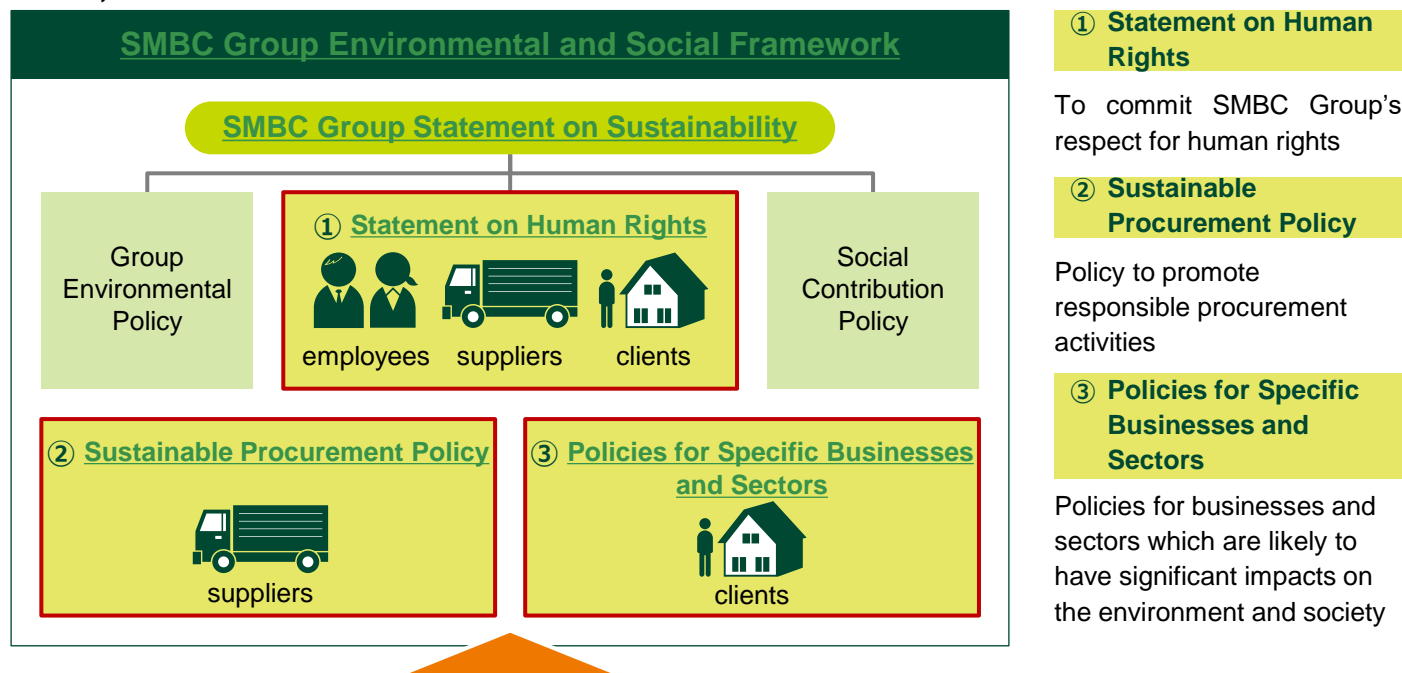 SMBC Group Environmental and Social Framework
SMBC Group Statement on Sustainability
Group
Environmental
Policy
① Statement on Human Rights
employees suppliers clients
Social
Contribution
Policy
② Sustainable Procurement Policy
suppliers
③ Policies for Specific Businesses
and Sectors
clients
① Statement on Human
Rights
To commit SMBC Group's
respect for human rights
② Sustainable
Procurement Policy
Policy to promote
responsible procurement
activities
③ Policies for Specific
Businesses and
Sectors
Policies for businesses and
sectors which are likely to
have significant impacts on
the environment and society